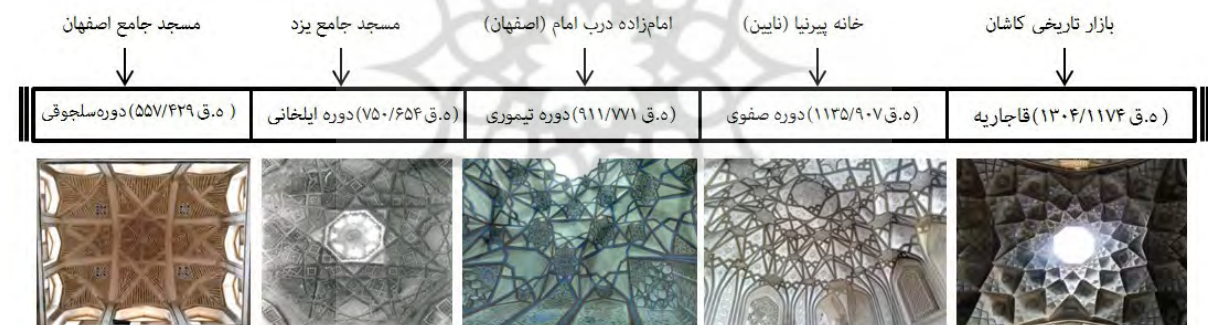 بازار تاریخی کاشان
خانه پیرنیا (نایین)
امامزاده درب امام (اصفهان)
مسجد جامع یزد
مسجد جامع اصفهان
(ه.ق ۱۳۰۴/۱۱۷۴) قاجاریه
(ه.ق ۱۱۳۵/۹۰۷) دوره صفوی
(ه.ق ۹۱۱/۷۷۱) دوره تیموری
(ه.ق ۷۵۰/۶۵۴) دوره ایلخانی
(ه.ق ۵۵۷/۴۲۹) دوره سلجوقی